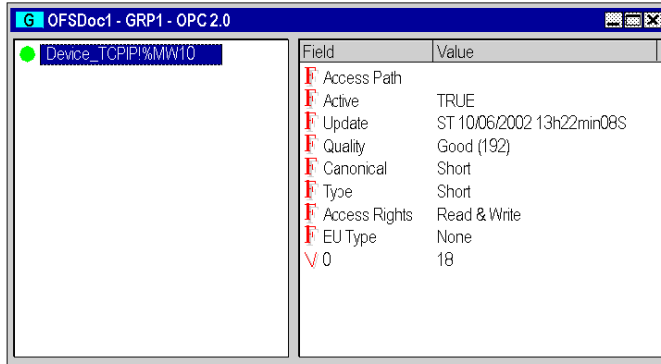 G OFSDoc1 - GRP1 - OPC 2.0
Device_TCPIP!%MW10
Field Value
F Access Path
F Active TRUE
F Update ST 10/06/2002 13h22min08S
F Quality Good (192)
F Canonical Short
F Type Short
F Access Rights Read & Write
F EU Type None
V 0 18